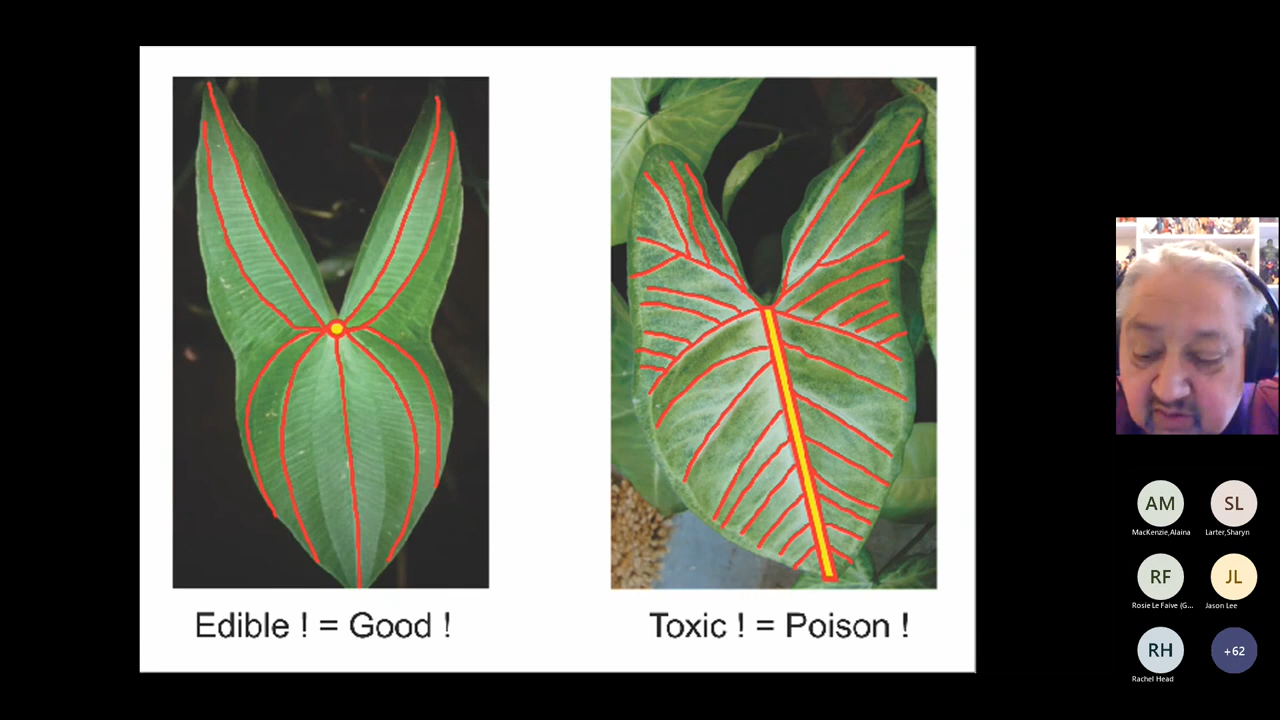 Edible ! = Good !
Toxic ! = Poison !
AM
SL
MacKenzie,Alaina
Larter,Sharyn
RF
JL
Rosie Le Faive (G...
Jason Lee
RH
+62
Rachel Head